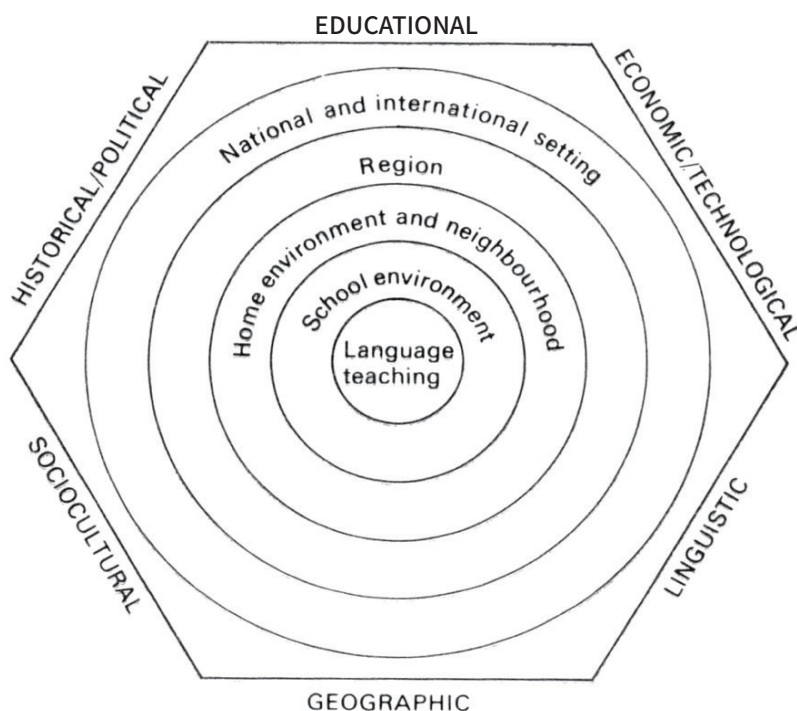 EDUCATIONAL
HISTORICAL/POLITICAL
ECONOMIC/TECHNOLOGICAL
National and international setting
Region
Home environment and neighbourhood
School environment
Language
teaching
SOCIOCULTURAL
LINGUISTIC
GEOGRAPHIC